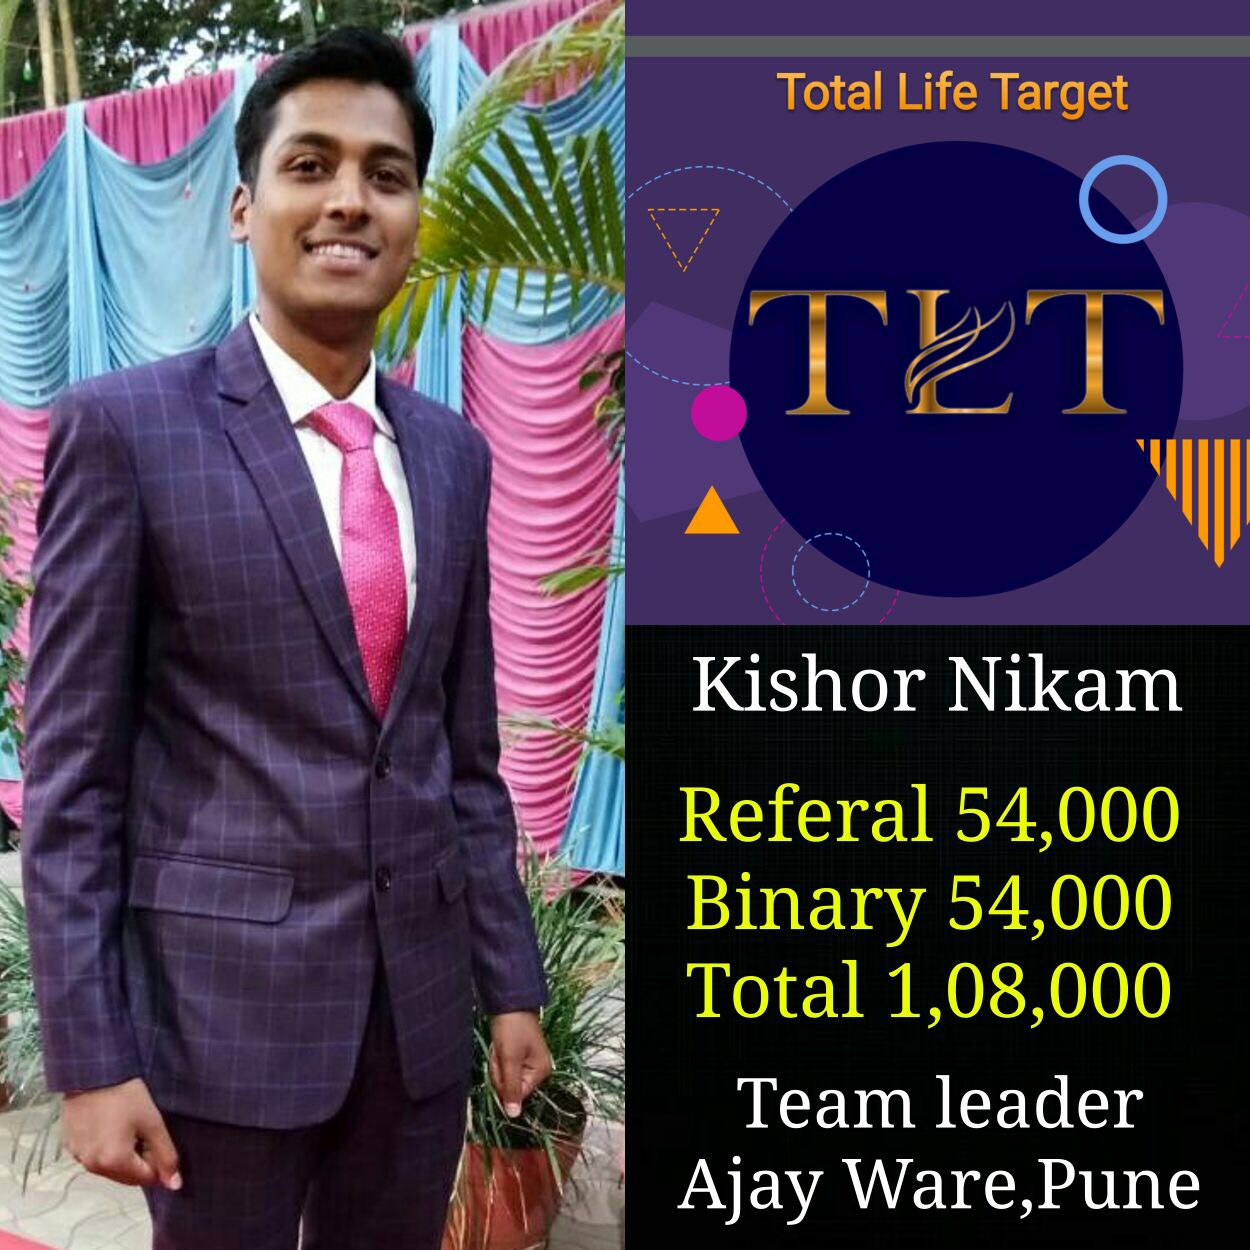 Total Life Target
TLT
Kishor Nikam
Referal 54,000
Binary 54,000
Total 1,08,000
Team leader
Ajay Ware,Pune